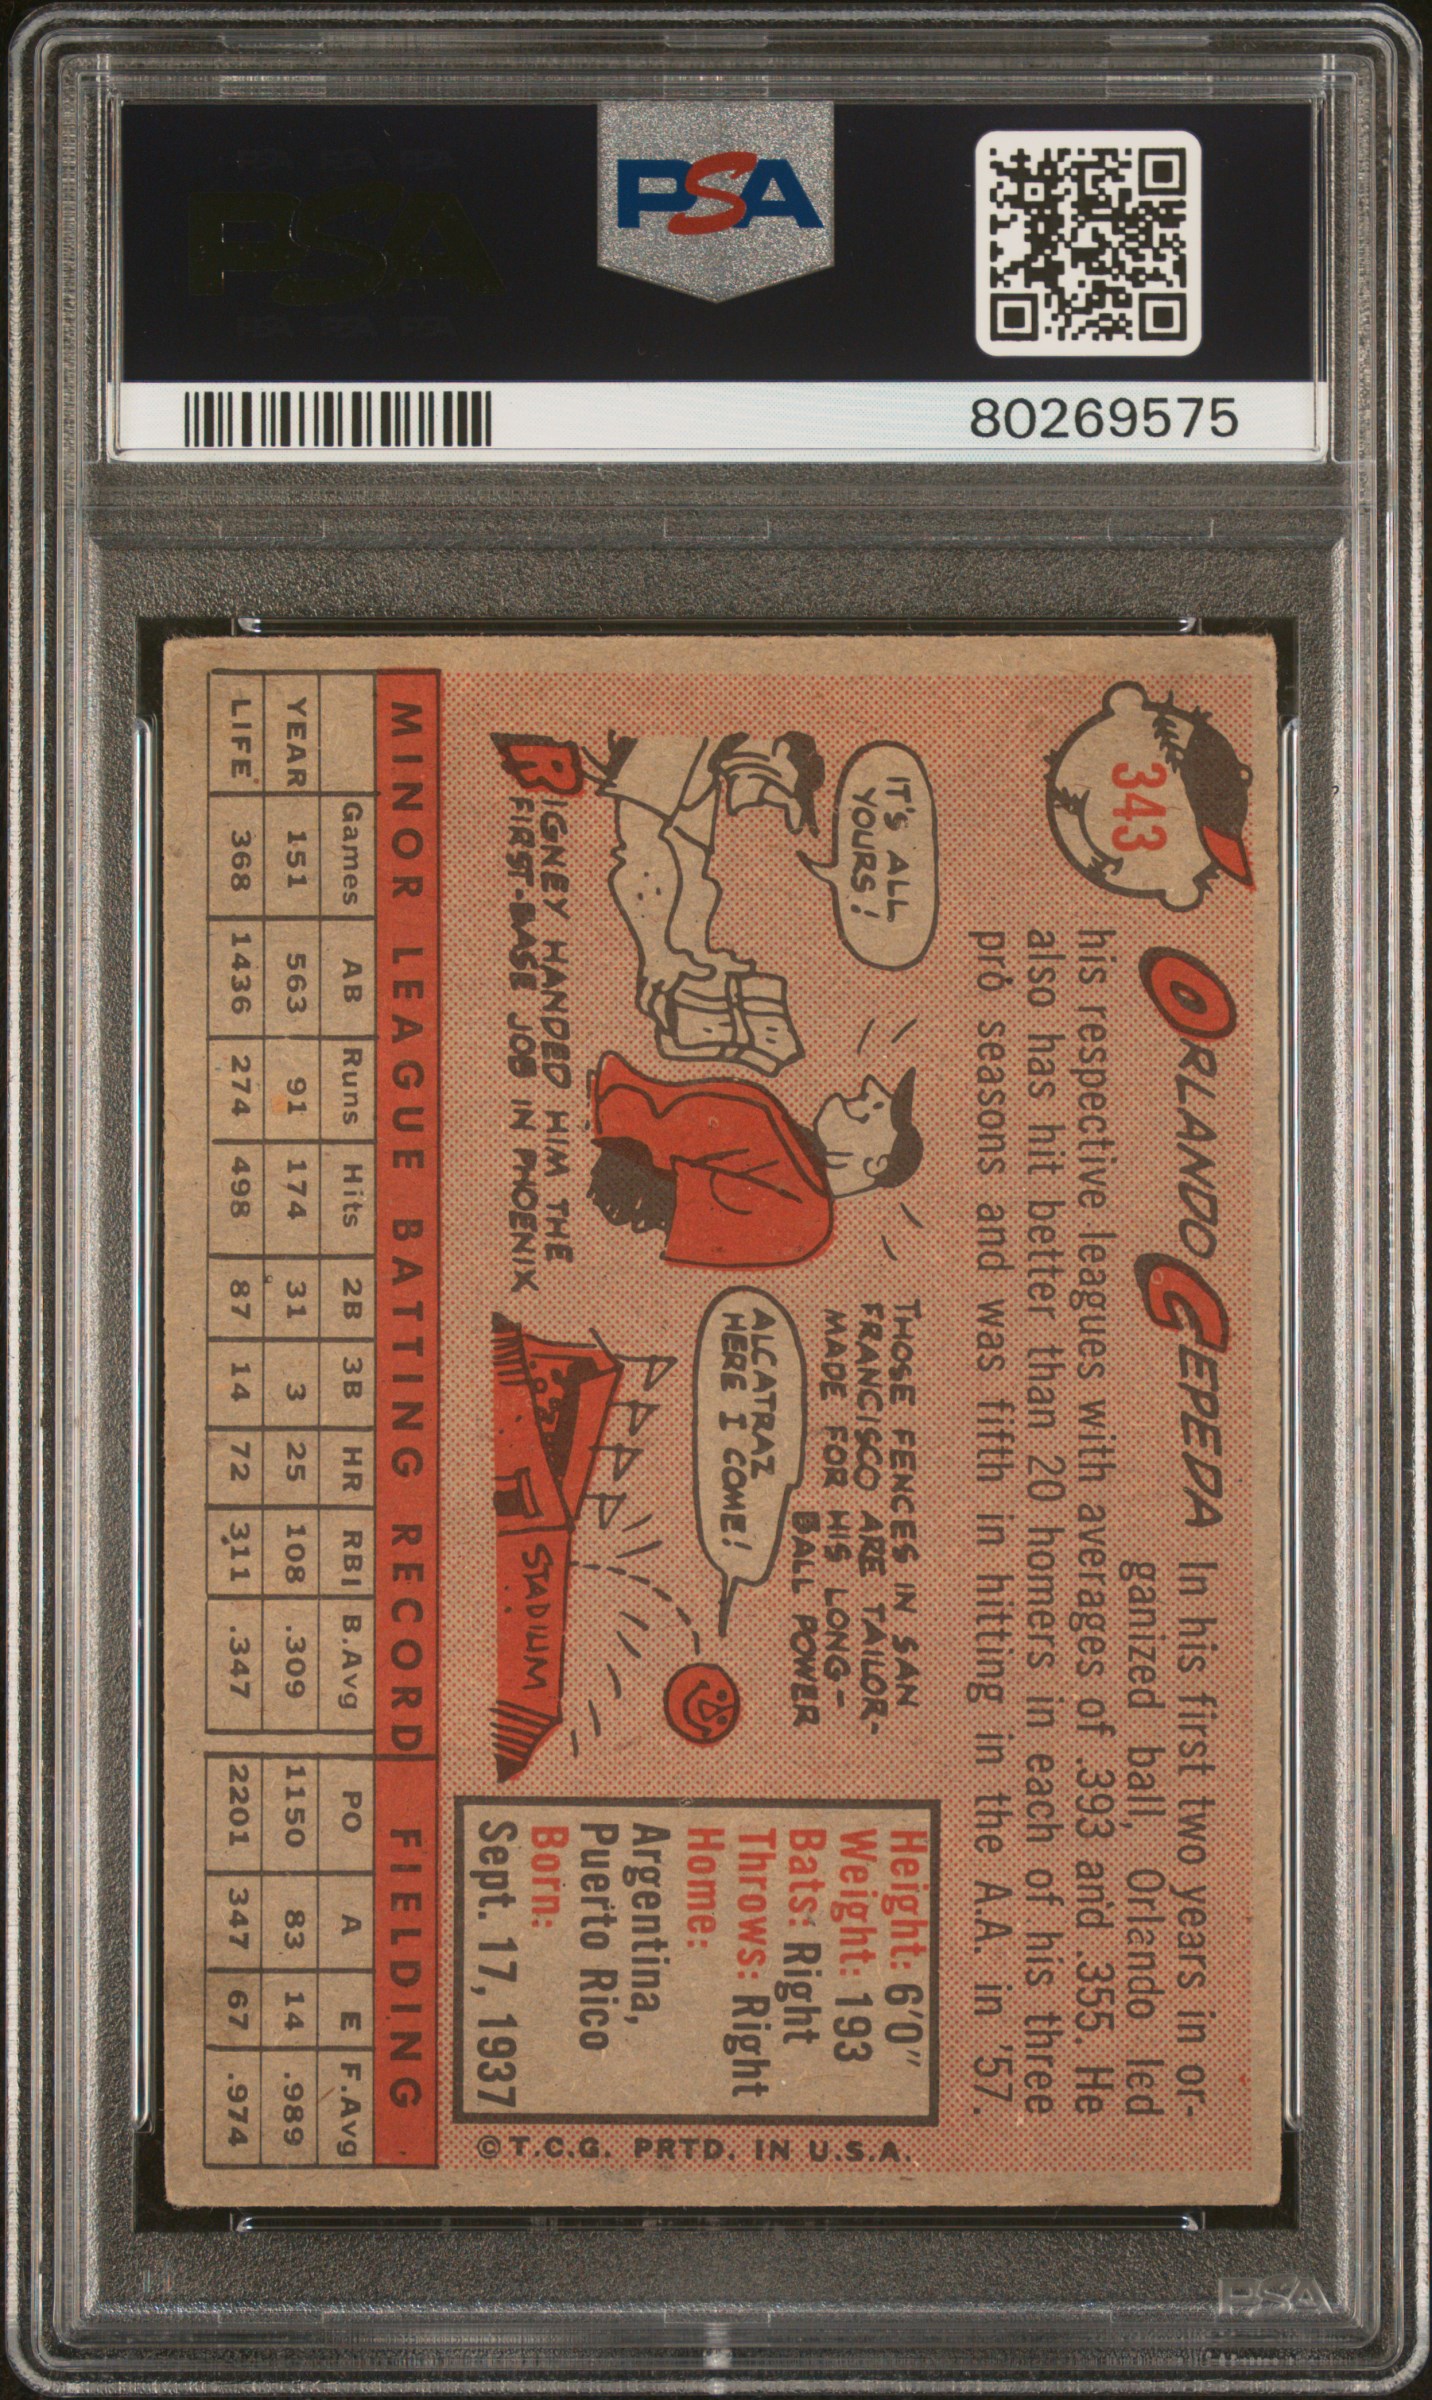 PSA
PSA PSA PSA
PSA
PSA PSA PSA
80269575
343
ORLANDO CEPEDA In his first two years in or-
ganized ball, Orlando led
his respective leagues with averages of .393 and .355. He
also has hit better than 20 homers in each of his three
pro seasons and was fifth in hitting in the A.A. in '57.
IT'S ALL
YOURS!
RIGNEY HANDED HIM THE
FIRST-BASE JOB IN PHOENIX
THOSE FENCES IN SAN
FRANCISCO ARE TAILOR-
MADE FOR HIS LONG-
BALL POWER
ALCATRAZ
HERE I COME!
STADIUM
Height: 6'0"
Weight: 193
Bats: Right
Throws: Right
Home:
Argentina,
Puerto Rico
Born:
Sept. 17, 1937
©T.C.G. PRTD. IN U.S.A.
MINOR LEAGUE BATTING RECORD FIELDING
Games AB Runs Hits 2B 3B HR RBI B.Avg PO A E F.Avg
YEAR 151 563 91 174 31 3 25 108 .309 1150 83 14 .989
LIFE 368 1436 274 498 87 14 72 311 .347 2201 347 67 .974
PSA